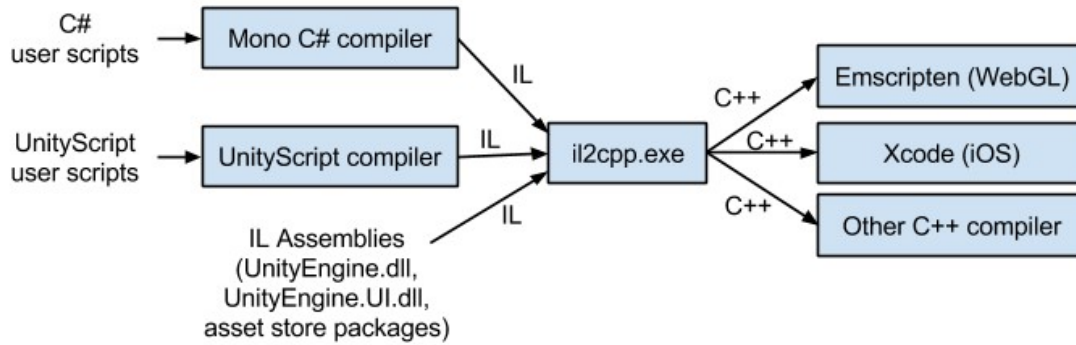 C#
user scripts
Mono C# compiler
IL
UnityScript
user scripts
UnityScript compiler
IL
IL Assemblies
(UnityEngine.dll,
UnityEngine.UI.dll,
asset store packages)
IL
il2cpp.exe
C++
Emscripten (WebGL)
C++
Xcode (iOS)
C++
Other C++ compiler